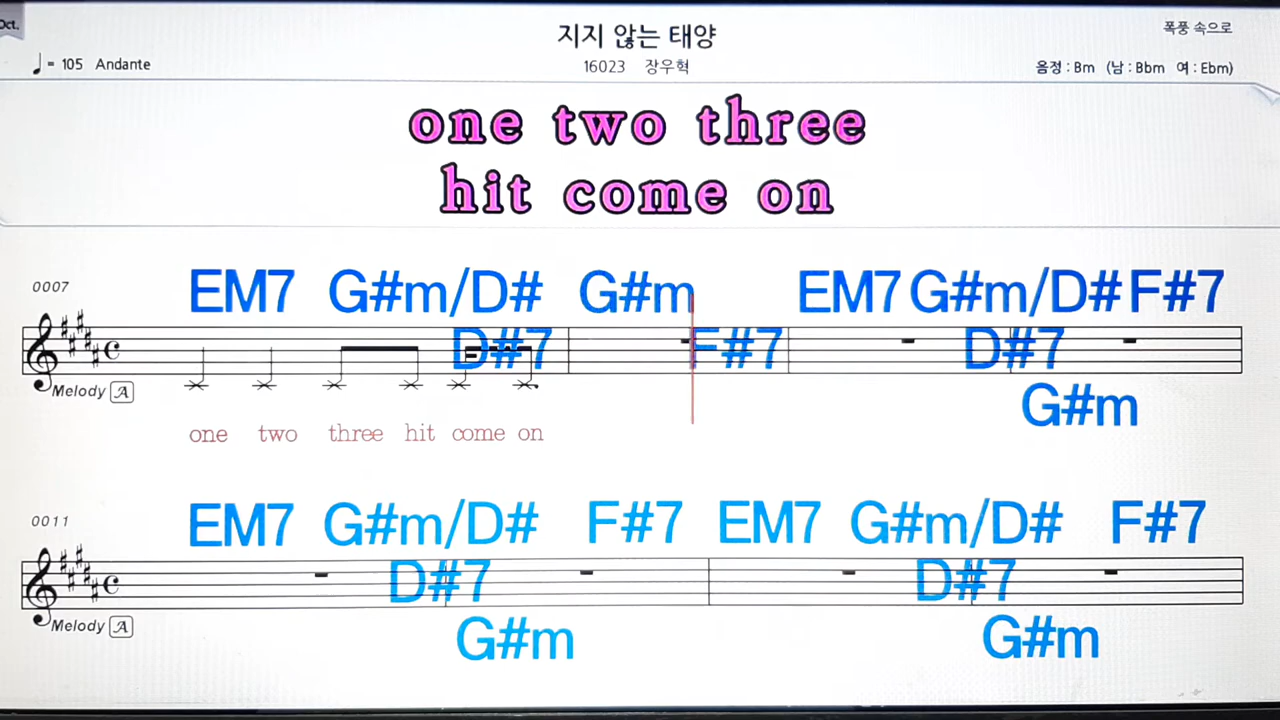 Oct.
지지 않는 태양
폭풍 속으로
♩= 105 Andante
16023 장우혁
음정 : Bm (남 : Bbm 여 : Ebm)
one two three
hit come on
0007
EM7 G#m/D# G#m EM7 G#m/D# F#7
D#7 F#7 D#7
G#m
Melody A
one two three hit come on
0011
EM7 G#m/D# F#7 EM7 G#m/D# F#7
D#7 D#7
G#m G#m
Melody A